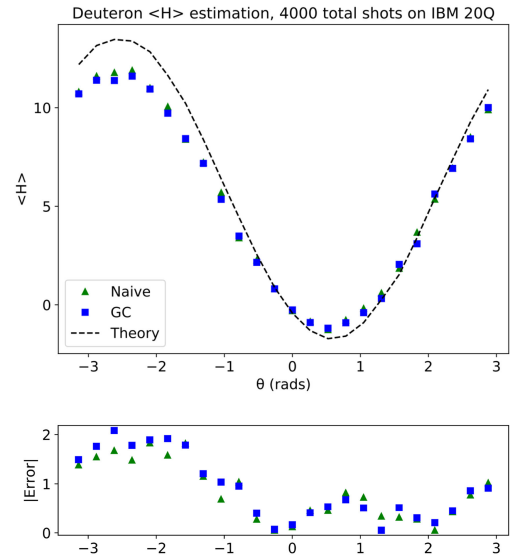 Deuteron <H> estimation, 4000 total shots on IBM 20Q
<H>
10
5
0
Naive
GC
Theory
−3 −2 −1 0 1 2 3
θ (rads)
|Error|
2
1
0
−3 −2 −1 0 1 2 3